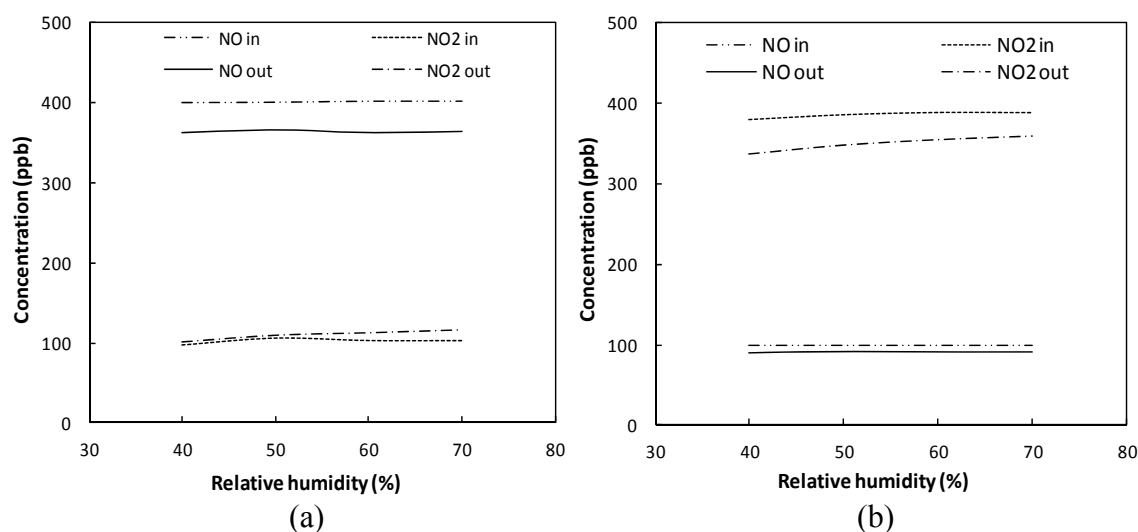 500
400
300
200
100
0
30 40 50 60 70 80
Concentration (ppb)
Relative humidity (%)
NO in NO2 in
NO out NO2 out
(a)
500
400
300
200
100
0
30 40 50 60 70 80
Concentration (ppb)
Relative humidity (%)
NO in NO2 in
NO out NO2 out
(b)